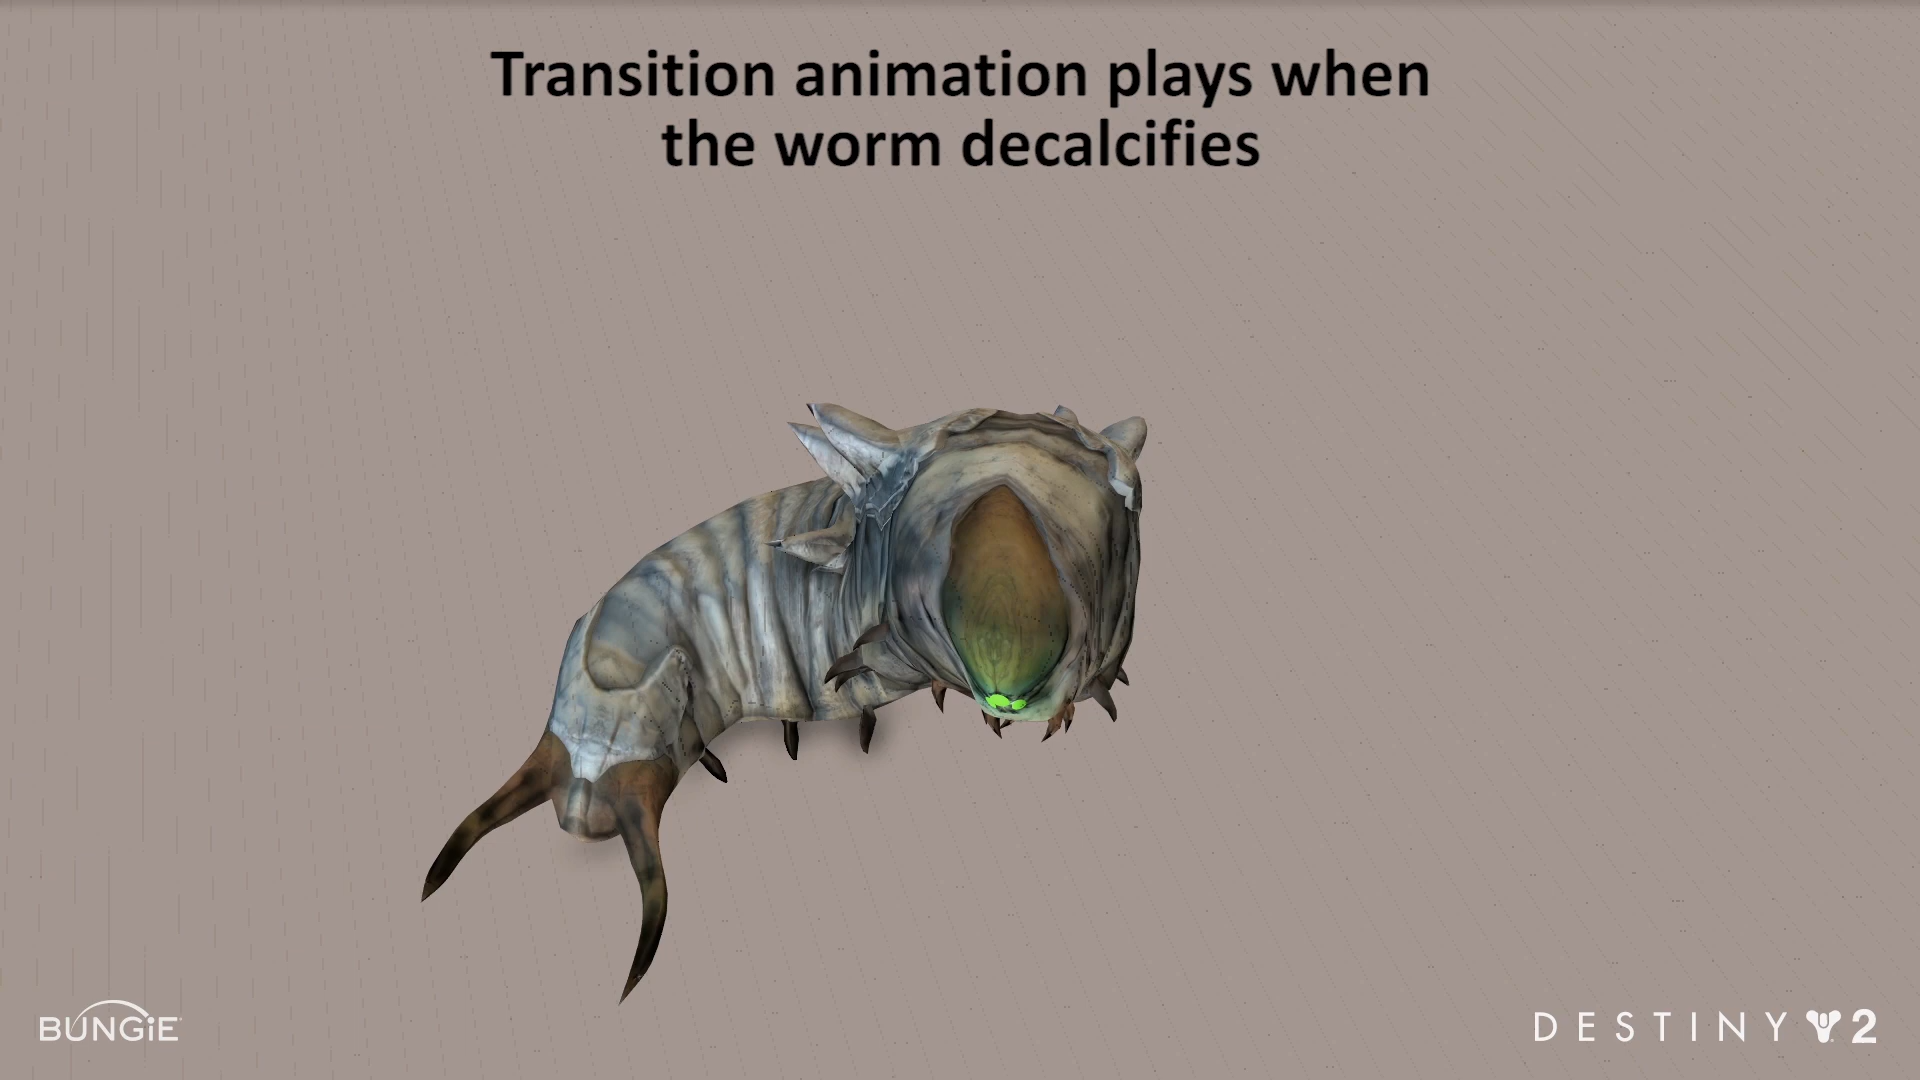 Transition animation plays when
the worm decalcifies
BUNGiE
DESTINY 2